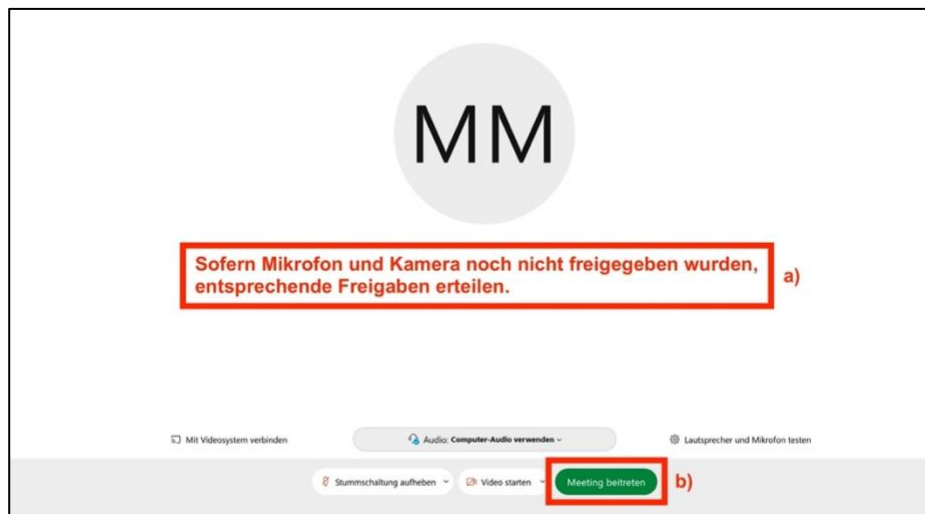 MM
Sofern Mikrofon und Kamera noch nicht freigegeben wurden,
entsprechende Freigaben erteilen.
a)
Mit Videosystem verbinden
Audio: Computer-Audio verwenden
Lautsprecher und Mikrofon testen
Stummschaltung aufheben
Video starten
Meeting beitreten
b)